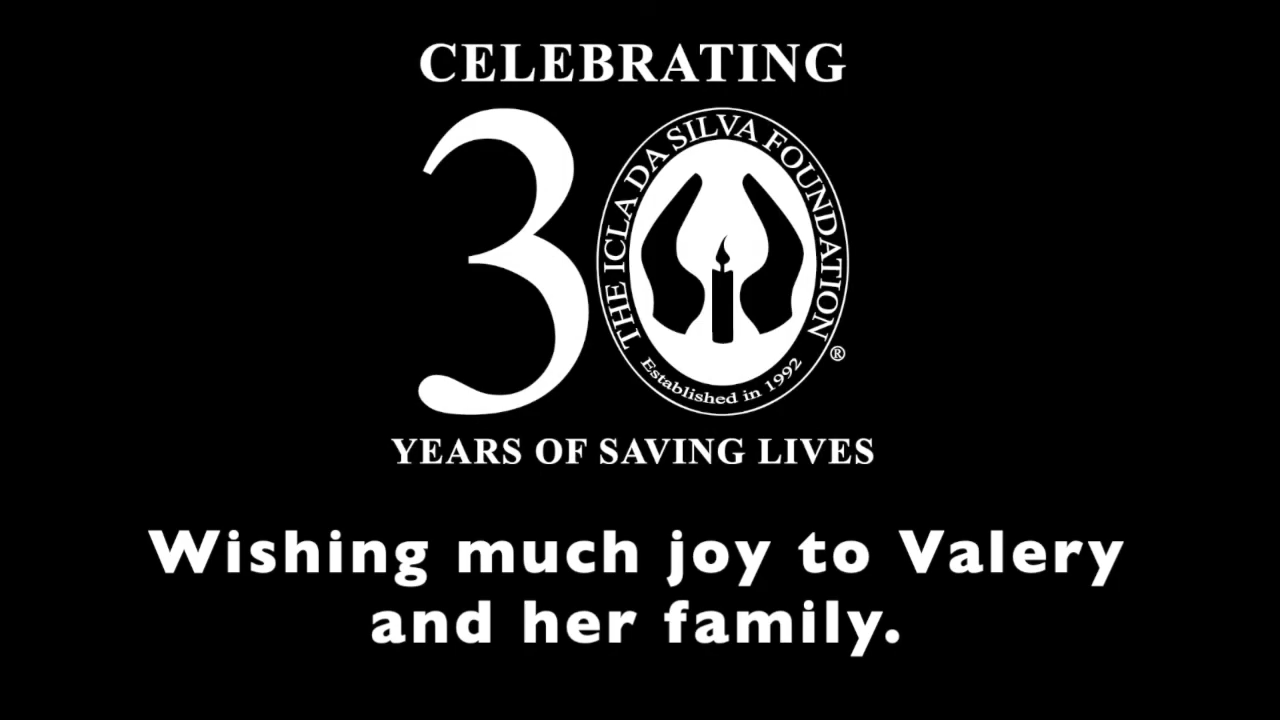 CELEBRATING
30
THE ICLA DA SILVA FOUNDATION
®
Established in 1992
YEARS OF SAVING LIVES
Wishing much joy to Valery
and her family.